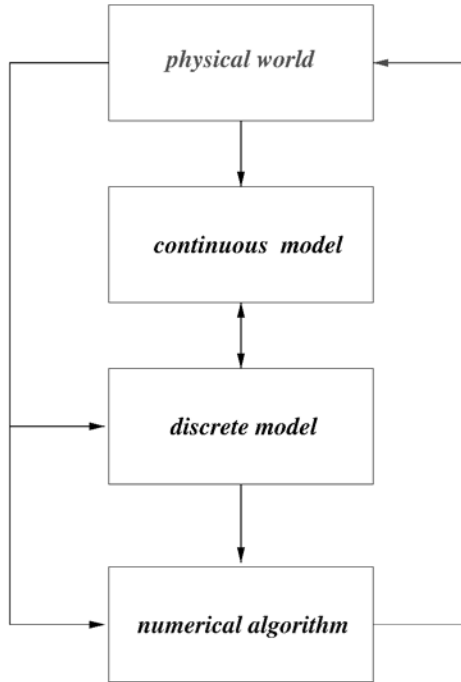 physical world
continuous model
discrete model
numerical algorithm